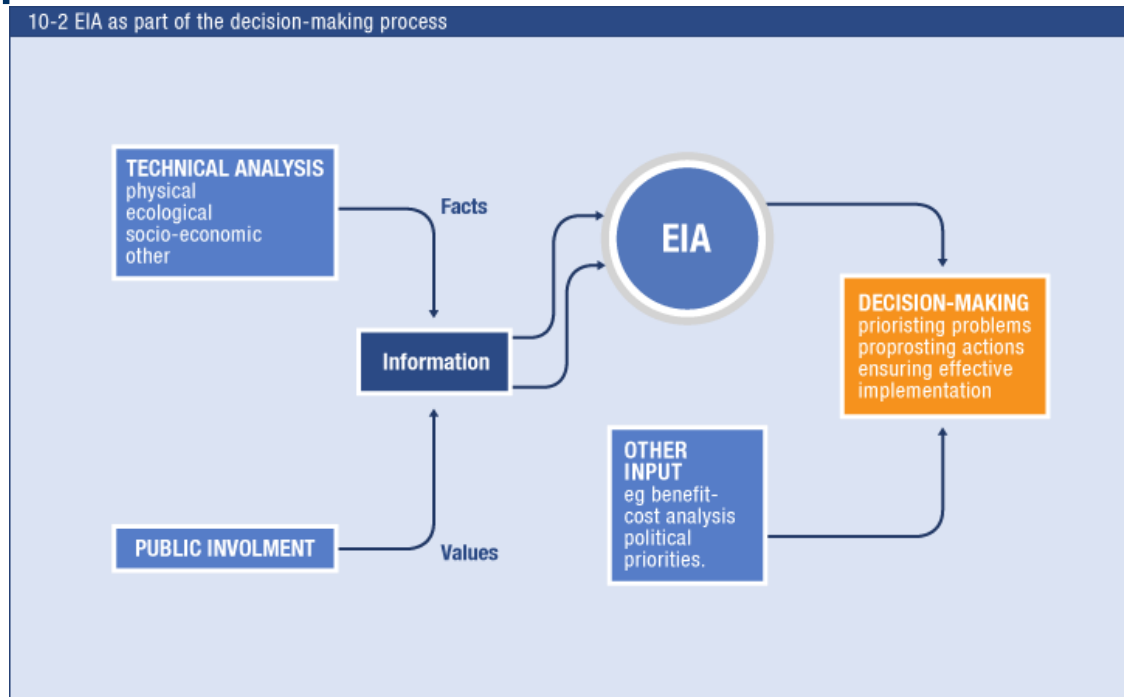 10-2 EIA as part of the decision-making process
TECHNICAL ANALYSIS
physical
ecological
socio-economic
other
Facts
EIA
DECISION-MAKING
prioristing problems
proprosting actions
ensuring effective
implementation
Information
OTHER
INPUT
eg benefit-
cost analysis
political
priorities.
PUBLIC INVOLMENT
Values